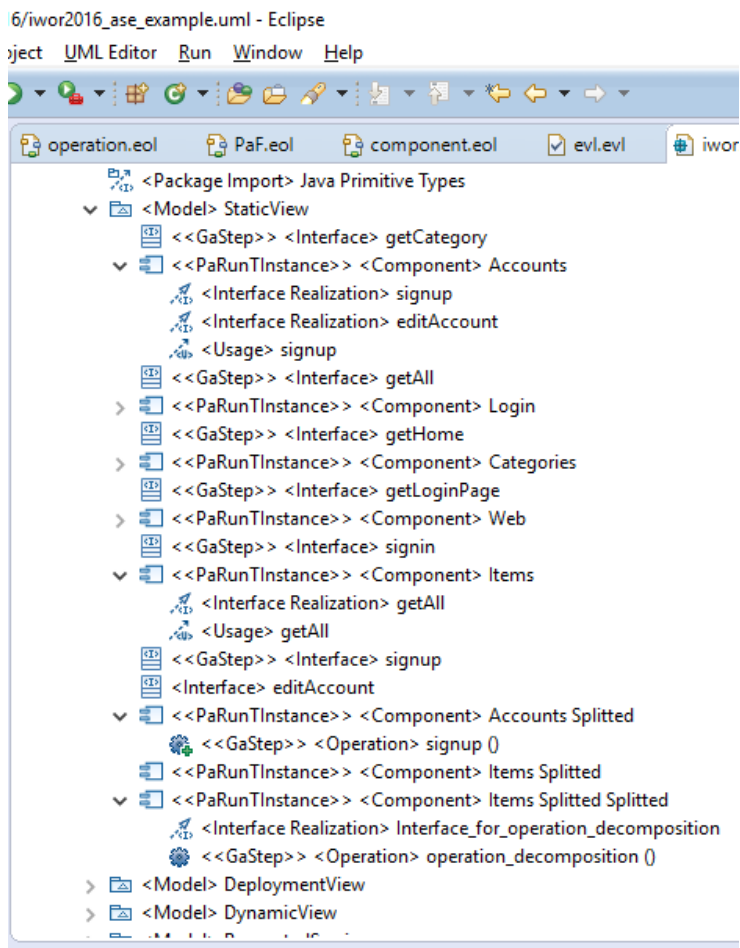 6/iwor2016_ase_example.uml - Eclipse
ject UML Editor Run Window Help
operation.eol PaF.eol component.eol evl.evl iwor
<Package Import> Java Primitive Types
<Model> StaticView
<<GaStep>> <Interface> getCategory
<<PaRunTInstance>> <Component> Accounts
<Interface Realization> signup
<Interface Realization> editAccount
<Usage> signup
<<GaStep>> <Interface> getAll
<<PaRunTInstance>> <Component> Login
<<GaStep>> <Interface> getHome
<<PaRunTInstance>> <Component> Categories
<<GaStep>> <Interface> getLoginPage
<<PaRunTInstance>> <Component> Web
<<GaStep>> <Interface> signin
<<PaRunTInstance>> <Component> Items
<Interface Realization> getAll
<Usage> getAll
<<GaStep>> <Interface> signup
<Interface> editAccount
<<PaRunTInstance>> <Component> Accounts Splitted
<<GaStep>> <Operation> signup ()
<<PaRunTInstance>> <Component> Items Splitted
<<PaRunTInstance>> <Component> Items Splitted Splitted
<Interface Realization> Interface_for_operation_decomposition
<<GaStep>> <Operation> operation_decomposition ()
<Model> DeploymentView
<Model> DynamicView